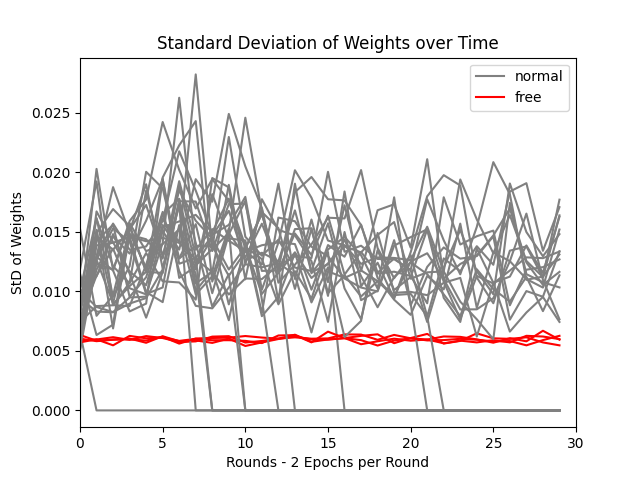 Standard Deviation of Weights over Time
StD of Weights
0.025
0.020
0.015
0.010
0.005
0.000
normal
free
0 5 10 15 20 25 30
Rounds - 2 Epochs per Round